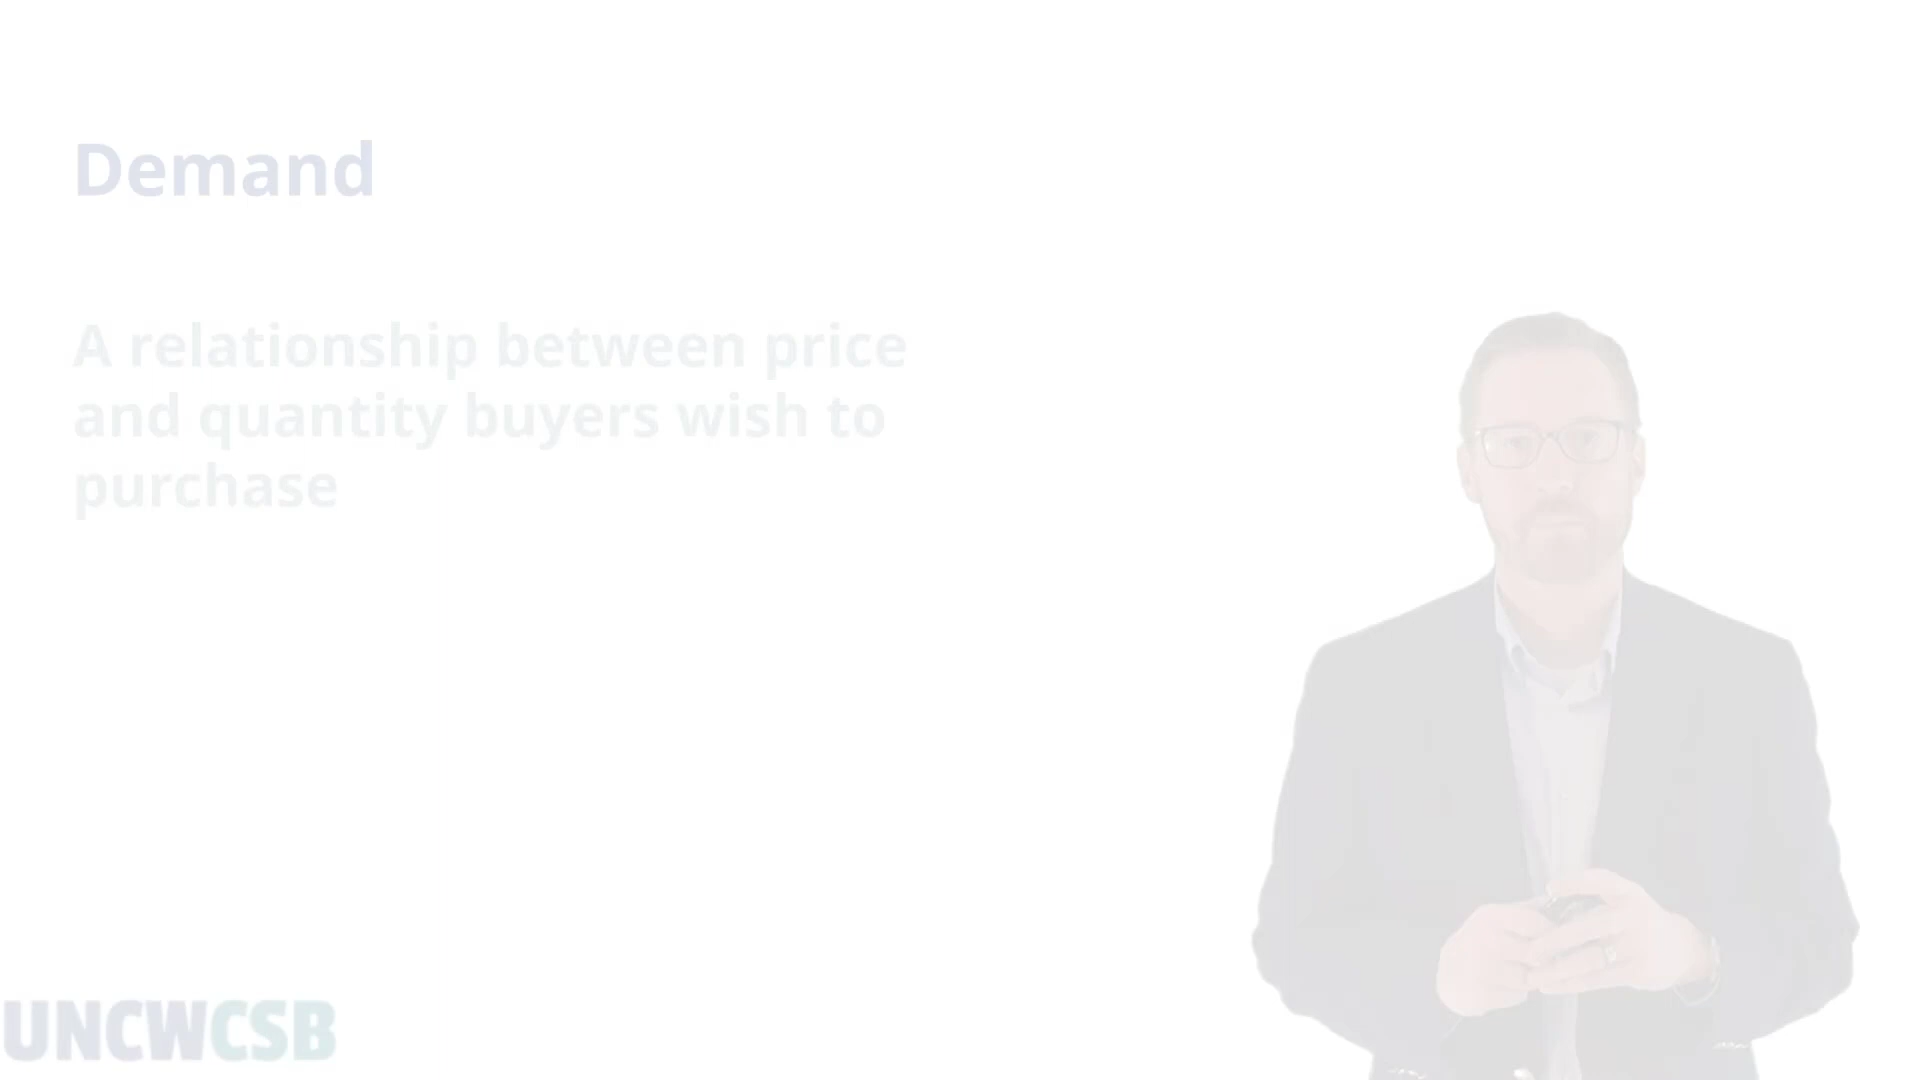 Demand
A relationship between price
and quantity buyers wish to
purchase
UNCWCSB